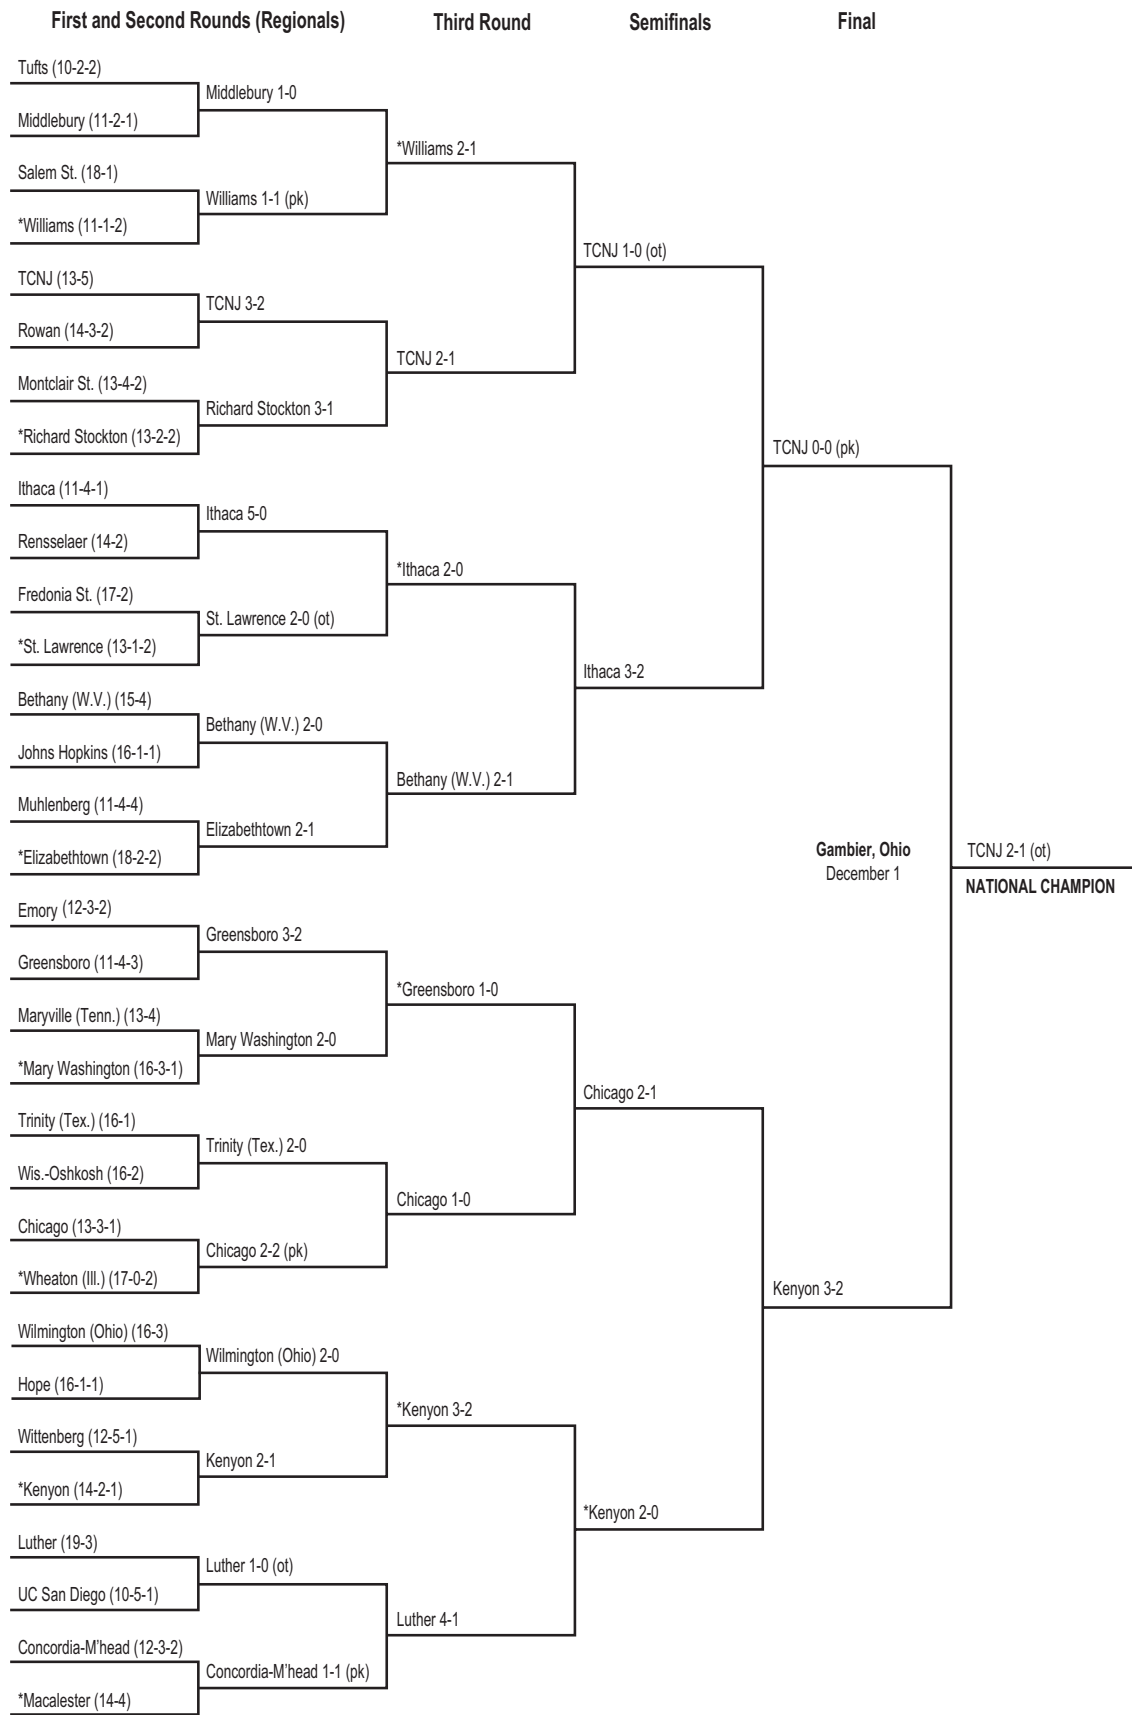 First and Second Rounds (Regionals)
Third Round
Semifinals
Final
Tufts (10-2-2)
Middlebury 1-0
Middlebury (11-2-1)
*Williams 2-1
Salem St. (18-1)
Williams 1-1 (pk)
*Williams (11-1-2)
TCNJ 1-0 (ot)
TCNJ (13-5)
TCNJ 3-2
Rowan (14-3-2)
TCNJ 2-1
Montclair St. (13-4-2)
Richard Stockton 3-1
*Richard Stockton (13-2-2)
TCNJ 0-0 (pk)
Ithaca (11-4-1)
Ithaca 5-0
Rensselaer (14-2)
*Ithaca 2-0
Fredonia St. (17-2)
St. Lawrence 2-0 (ot)
*St. Lawrence (13-1-2)
Ithaca 3-2
Bethany (W.V.) (15-4)
Bethany (W.V.) 2-0
Johns Hopkins (16-1-1)
Bethany (W.V.) 2-1
Muhlenberg (11-4-4)
Elizabethtown 2-1
*Elizabethtown (18-2-2)
Gambier, Ohio
December 1
TCNJ 2-1 (ot)
NATIONAL CHAMPION
Emory (12-3-2)
Greensboro 3-2
Greensboro (11-4-3)
*Greensboro 1-0
Maryville (Tenn.) (13-4)
Mary Washington 2-0
*Mary Washington (16-3-1)
Chicago 2-1
Trinity (Tex.) (16-1)
Trinity (Tex.) 2-0
Wis.-Oshkosh (16-2)
Chicago 1-0
Chicago (13-3-1)
Chicago 2-2 (pk)
*Wheaton (Ill.) (17-0-2)
Kenyon 3-2
Wilmington (Ohio) (16-3)
Wilmington (Ohio) 2-0
Hope (16-1-1)
*Kenyon 3-2
Wittenberg (12-5-1)
Kenyon 2-1
*Kenyon (14-2-1)
*Kenyon 2-0
Luther (19-3)
Luther 1-0 (ot)
UC San Diego (10-5-1)
Luther 4-1
Concordia-M'head (12-3-2)
Concordia-M'head 1-1 (pk)
*Macalester (14-4)